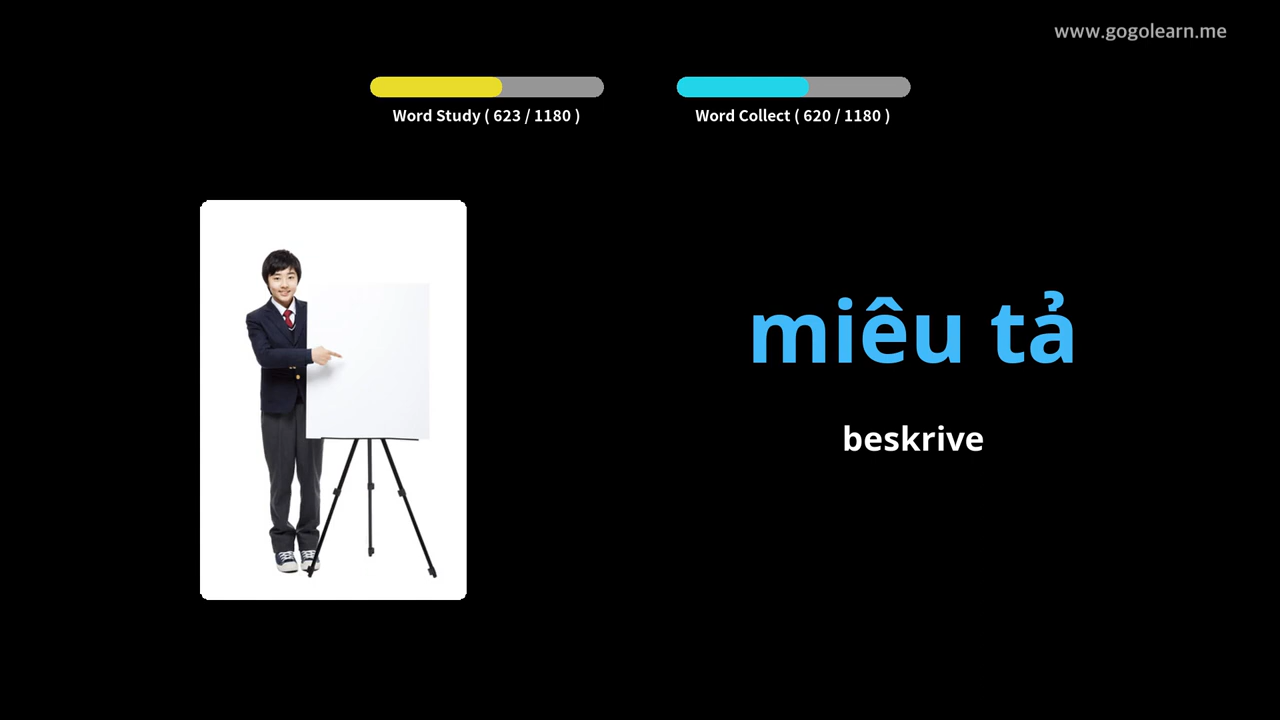 www.gogolearn.me
Word Study ( 623 / 1180 )
Word Collect ( 620 / 1180 )
miêu tả
beskrive